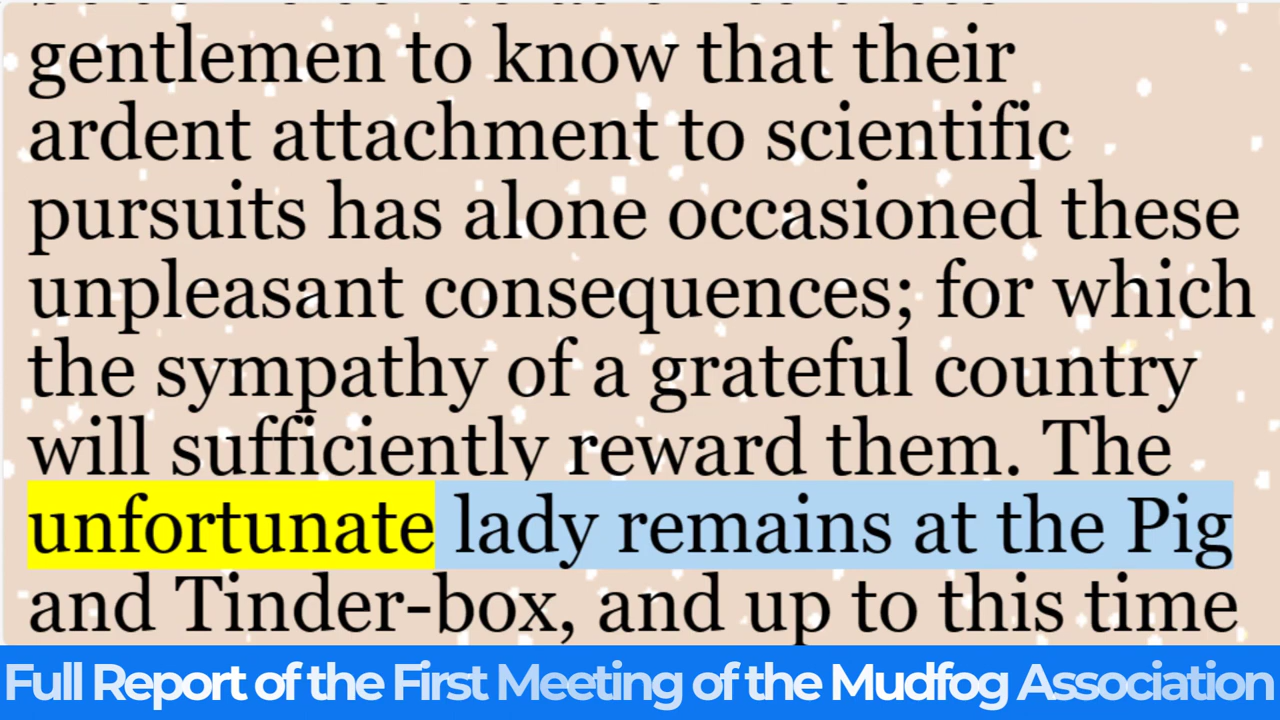 gentlemen to know that their
ardent attachment to scientific
pursuits has alone occasioned these
unpleasant consequences; for which
the sympathy of a grateful country
will sufficiently reward them. The
unfortunate lady remains at the Pig
and Tinder-box, and up to this time
Full Report of the First Meeting of the Mudfog Association